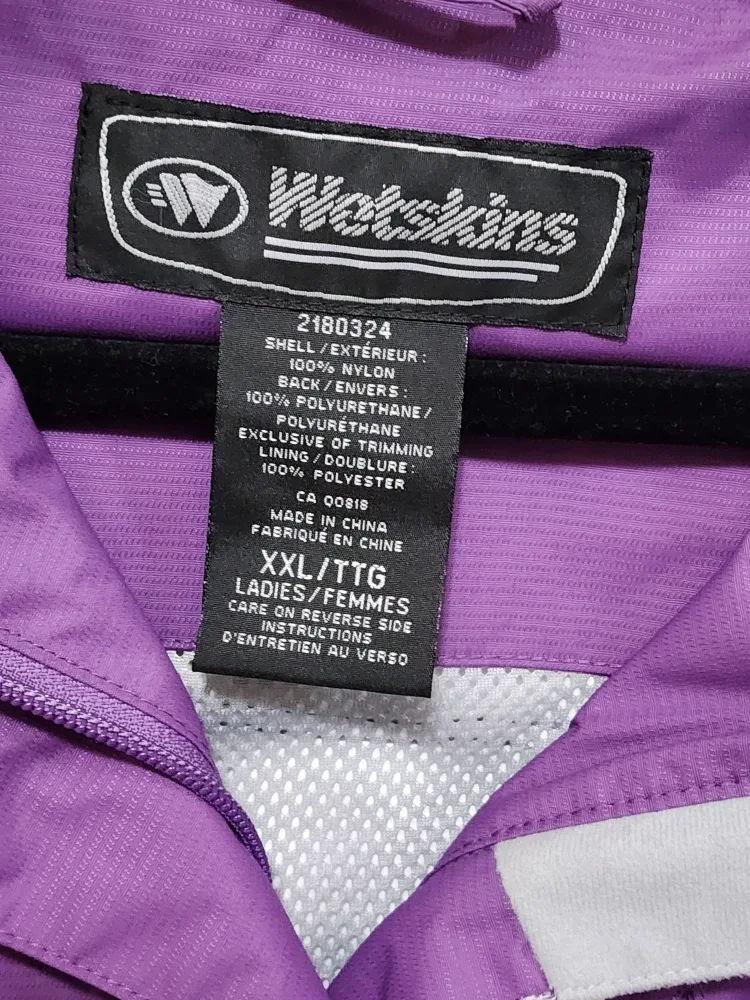 W
Wetskins
2180324
SHELL/EXTÉRIEUR:
100% NYLON
BACK/ENVERS:
100% POLYURETHANE/
POLYURÉTHANE
EXCLUSIVE OF TRIMMING
LINING/DOUBLURE:
100% POLYESTER
CA 00818
MADE IN CHINA
FABRIQUÉ EN CHINE
XXL/TTG
LADIES/FEMMES
CARE ON REVERSE SIDE
INSTRUCTIONS
D'ENTRETIEN AU VERSO